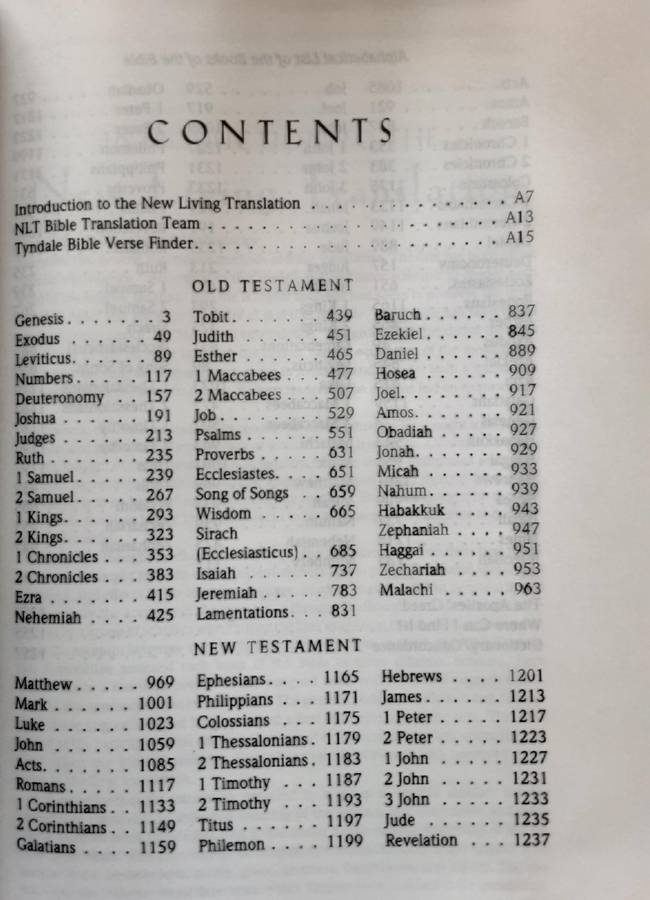 CONTENTS
Introduction to the New Living Translation . . . . . . . . . . . . . . . A7
NLT Bible Translation Team . . . . . . . . . . . . . . . . . . . . A13
Tyndale Bible Verse Finder. . . . . . . . . . . . . . . . . . . . A15
OLD TESTAMENT
Genesis . . . . . . . 3
Exodus . . . . . . 49
Leviticus. . . . . . 89
Numbers . . . . . 117
Deuteronomy . . 157
Joshua . . . . . . 191
Judges . . . . . . 213
Ruth . . . . . . . 235
1 Samuel . . . . . 239
2 Samuel . . . . . 267
1 Kings. . . . . . 293
2 Kings. . . . . . 323
1 Chronicles . . . 353
2 Chronicles . . . 383
Ezra . . . . . . . 415
Nehemiah . . . . 425
Tobit . . . . . . . 439
Judith . . . . . . 451
Esther . . . . . . 465
1 Maccabees . . . 477
2 Maccabees . . . 507
Job . . . . . . . . 529
Psalms . . . . . . 551
Proverbs . . . . . 631
Ecclesiastes. . . . 651
Song of Songs . . 659
Wisdom . . . . . 665
Sirach
(Ecclesiasticus) . . 685
Isaiah . . . . . . 737
Jeremiah . . . . . 783
Lamentations. . . 831
Baruch . . . . . . 837
Ezekiel . . . . . . 845
Daniel . . . . . . 889
Hosea . . . . . . 909
Joel. . . . . . . . 917
Amos. . . . . . . 921
Obadiah . . . . . 927
Jonah. . . . . . . 929
Micah . . . . . . 933
Nahum . . . . . . 939
Habakkuk . . . . 943
Zephaniah . . . . 947
Haggai . . . . . . 951
Zechariah . . . . 953
Malachi . . . . . 963
NEW TESTAMENT
Matthew . . . . . 969
Mark . . . . . . 1001
Luke . . . . . . 1023
John . . . . . . 1059
Acts. . . . . . . 1085
Romans . . . . . 1117
1 Corinthians . . 1133
2 Corinthians . . 1149
Galatians . . . . 1159
Ephesians . . . . 1165
Philippians . . . 1171
Colossians . . . 1175
1 Thessalonians . 1179
2 Thessalonians . 1183
1 Timothy . . . 1187
2 Timothy . . . 1193
Titus . . . . . . 1197
Philemon . . . . 1199
Hebrews . . . . 1201
James . . . . . . 1213
1 Peter . . . . . 1217
2 Peter . . . . . 1223
1 John . . . . . 1227
2 John . . . . . 1231
3 John . . . . . 1233
Jude . . . . . . 1235
Revelation . . . 1237